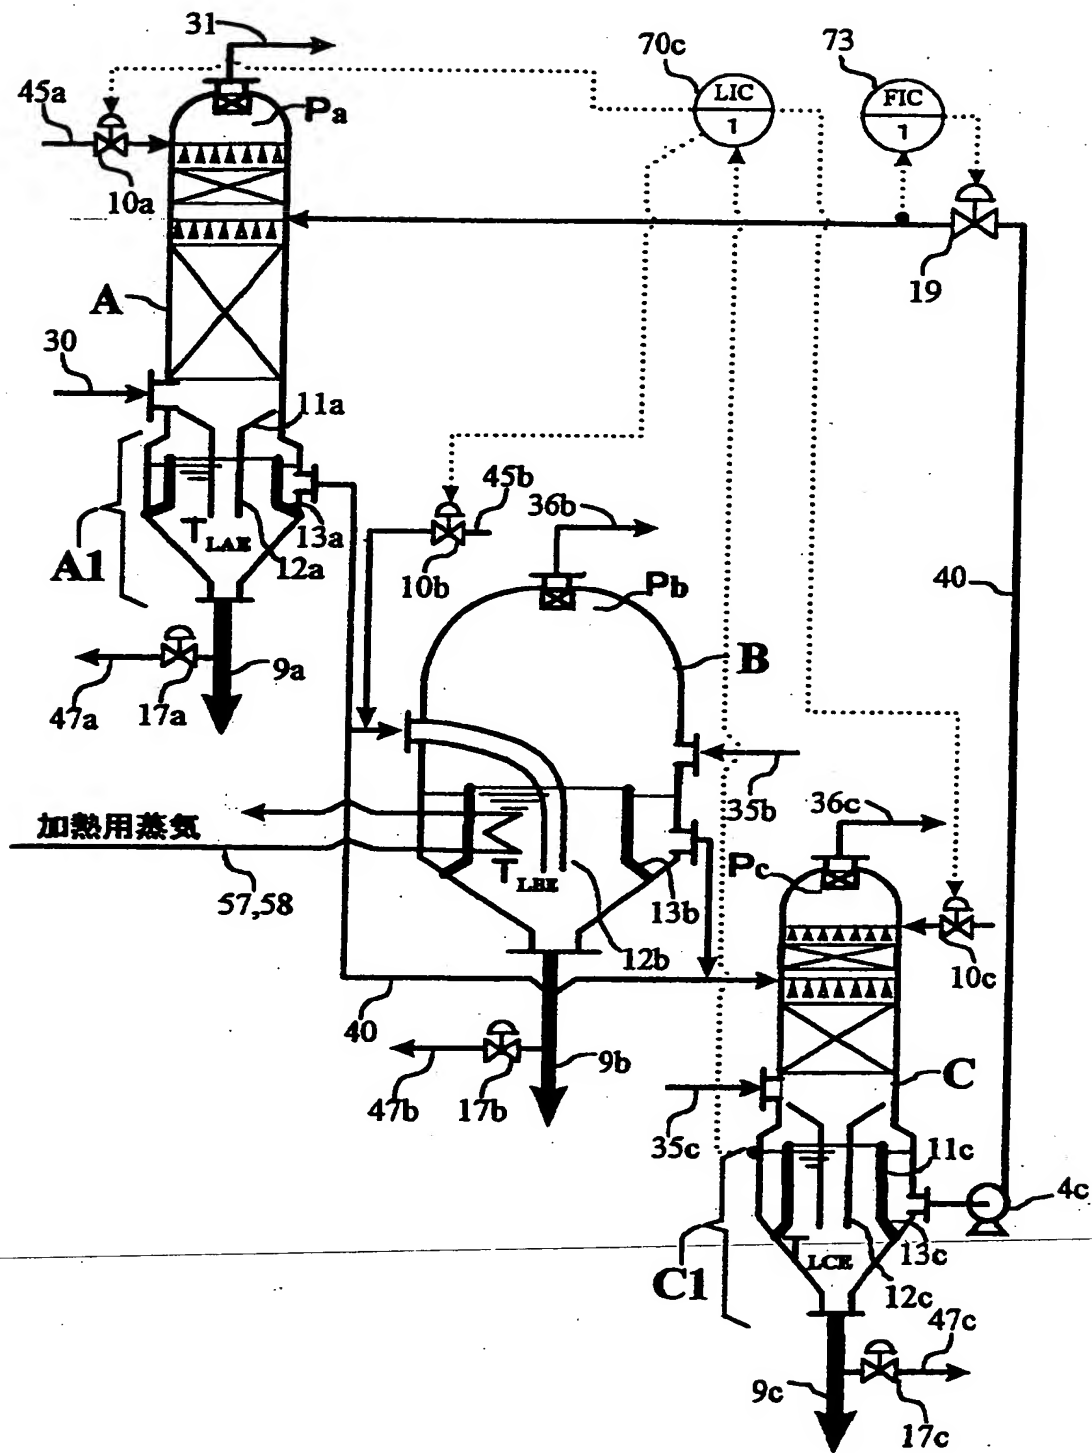 31
70c
73
45a
Pa
LIC
1
FIC
1
10a
19
A
30
11a
45b
36b
A1
TLAE
13a
12a
10b
Pb
40
B
47a
17a
9a
35b
36c
加熱用蒸気
57,58
Pc
TLBE
13b
12b
10c
40
47b
17b
9b
C
35c
11c
4c
C1
TLCE
13c
12c
47c
9c
17c